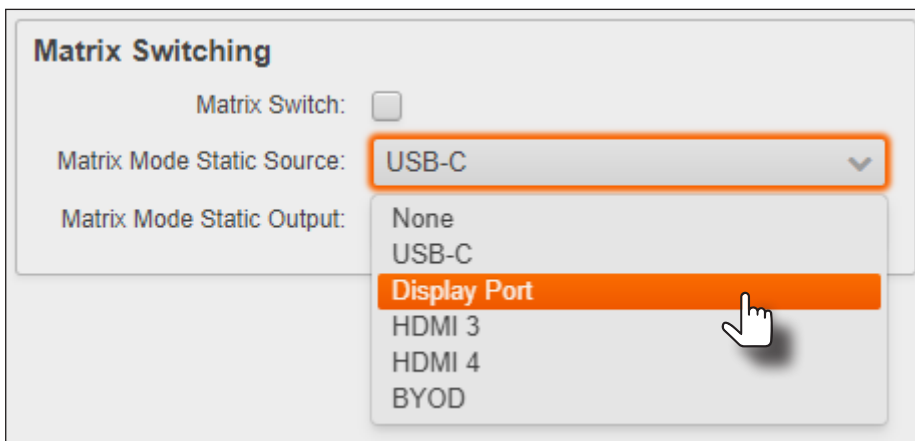 Matrix Switching
Matrix Switch:
Matrix Mode Static Source: USB-C
Matrix Mode Static Output:
None
USB-C
Display Port
HDMI 3
HDMI 4
BYOD